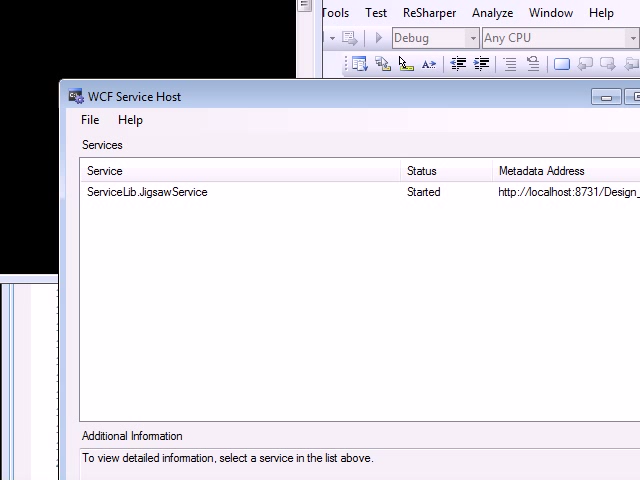 Tools Test ReSharper Analyze Window Help
Debug Any CPU
WCF Service Host
File Help
Services
Service Status Metadata Address
ServiceLib.JigsawService Started http://localhost:8731/Design_
Additional Information
To view detailed information, select a service in the list above.